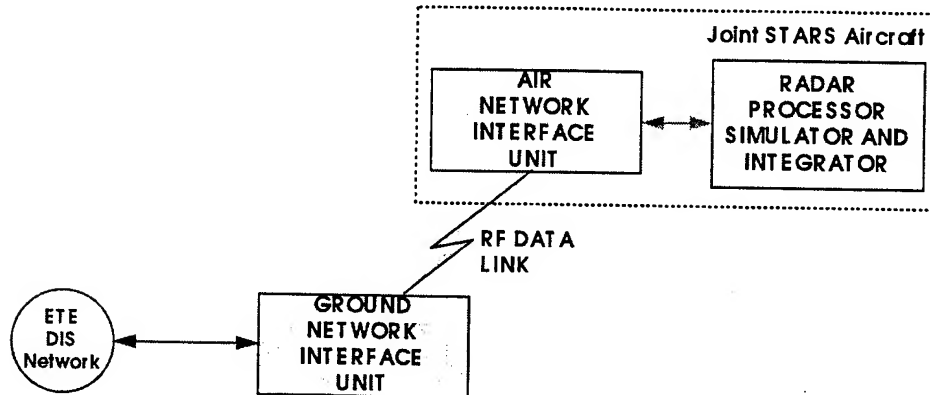 Joint STARS Aircraft
AIR
NETWORK
INTERFACE
UNIT
RADAR
PROCESSOR
SIMULATOR AND
INTEGRATOR
RF DATA
LINK
ETE
DIS
Network
GROUND
NETWORK
INTERFACE
UNIT